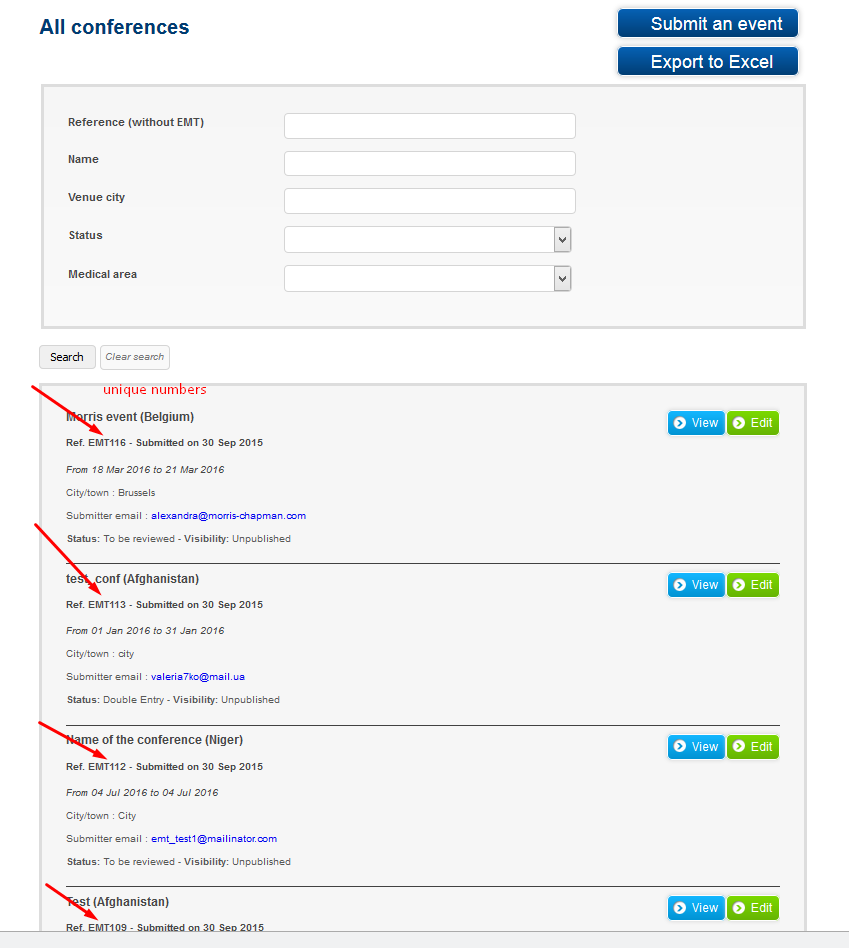 All conferences
Submit an event
Export to Excel
Reference (without EMT)
Name
Venue city
Status
Medical area
Search
Clear search
unique numbers
Morris event (Belgium)
View
Edit
Ref. EMT116 - Submitted on 30 Sep 2015
From 18 Mar 2016 to 21 Mar 2016
City/town : Brussels
Submitter email : alexandra@morris-chapman.com
Status: To be reviewed - Visibility: Unpublished
test_conf (Afghanistan)
View
Edit
Ref. EMT113 - Submitted on 30 Sep 2015
From 01 Jan 2016 to 31 Jan 2016
City/town : city
Submitter email : valeria7ko@mail.ua
Status: Double Entry - Visibility: Unpublished
Name of the conference (Niger)
View
Edit
Ref. EMT112 - Submitted on 30 Sep 2015
From 04 Jul 2016 to 04 Jul 2016
City/town : City
Submitter email : emt_test1@mailinator.com
Status: To be reviewed - Visibility: Unpublished
Test (Afghanistan)
View
Edit
Ref. EMT109 - Submitted on 30 Sep 2015